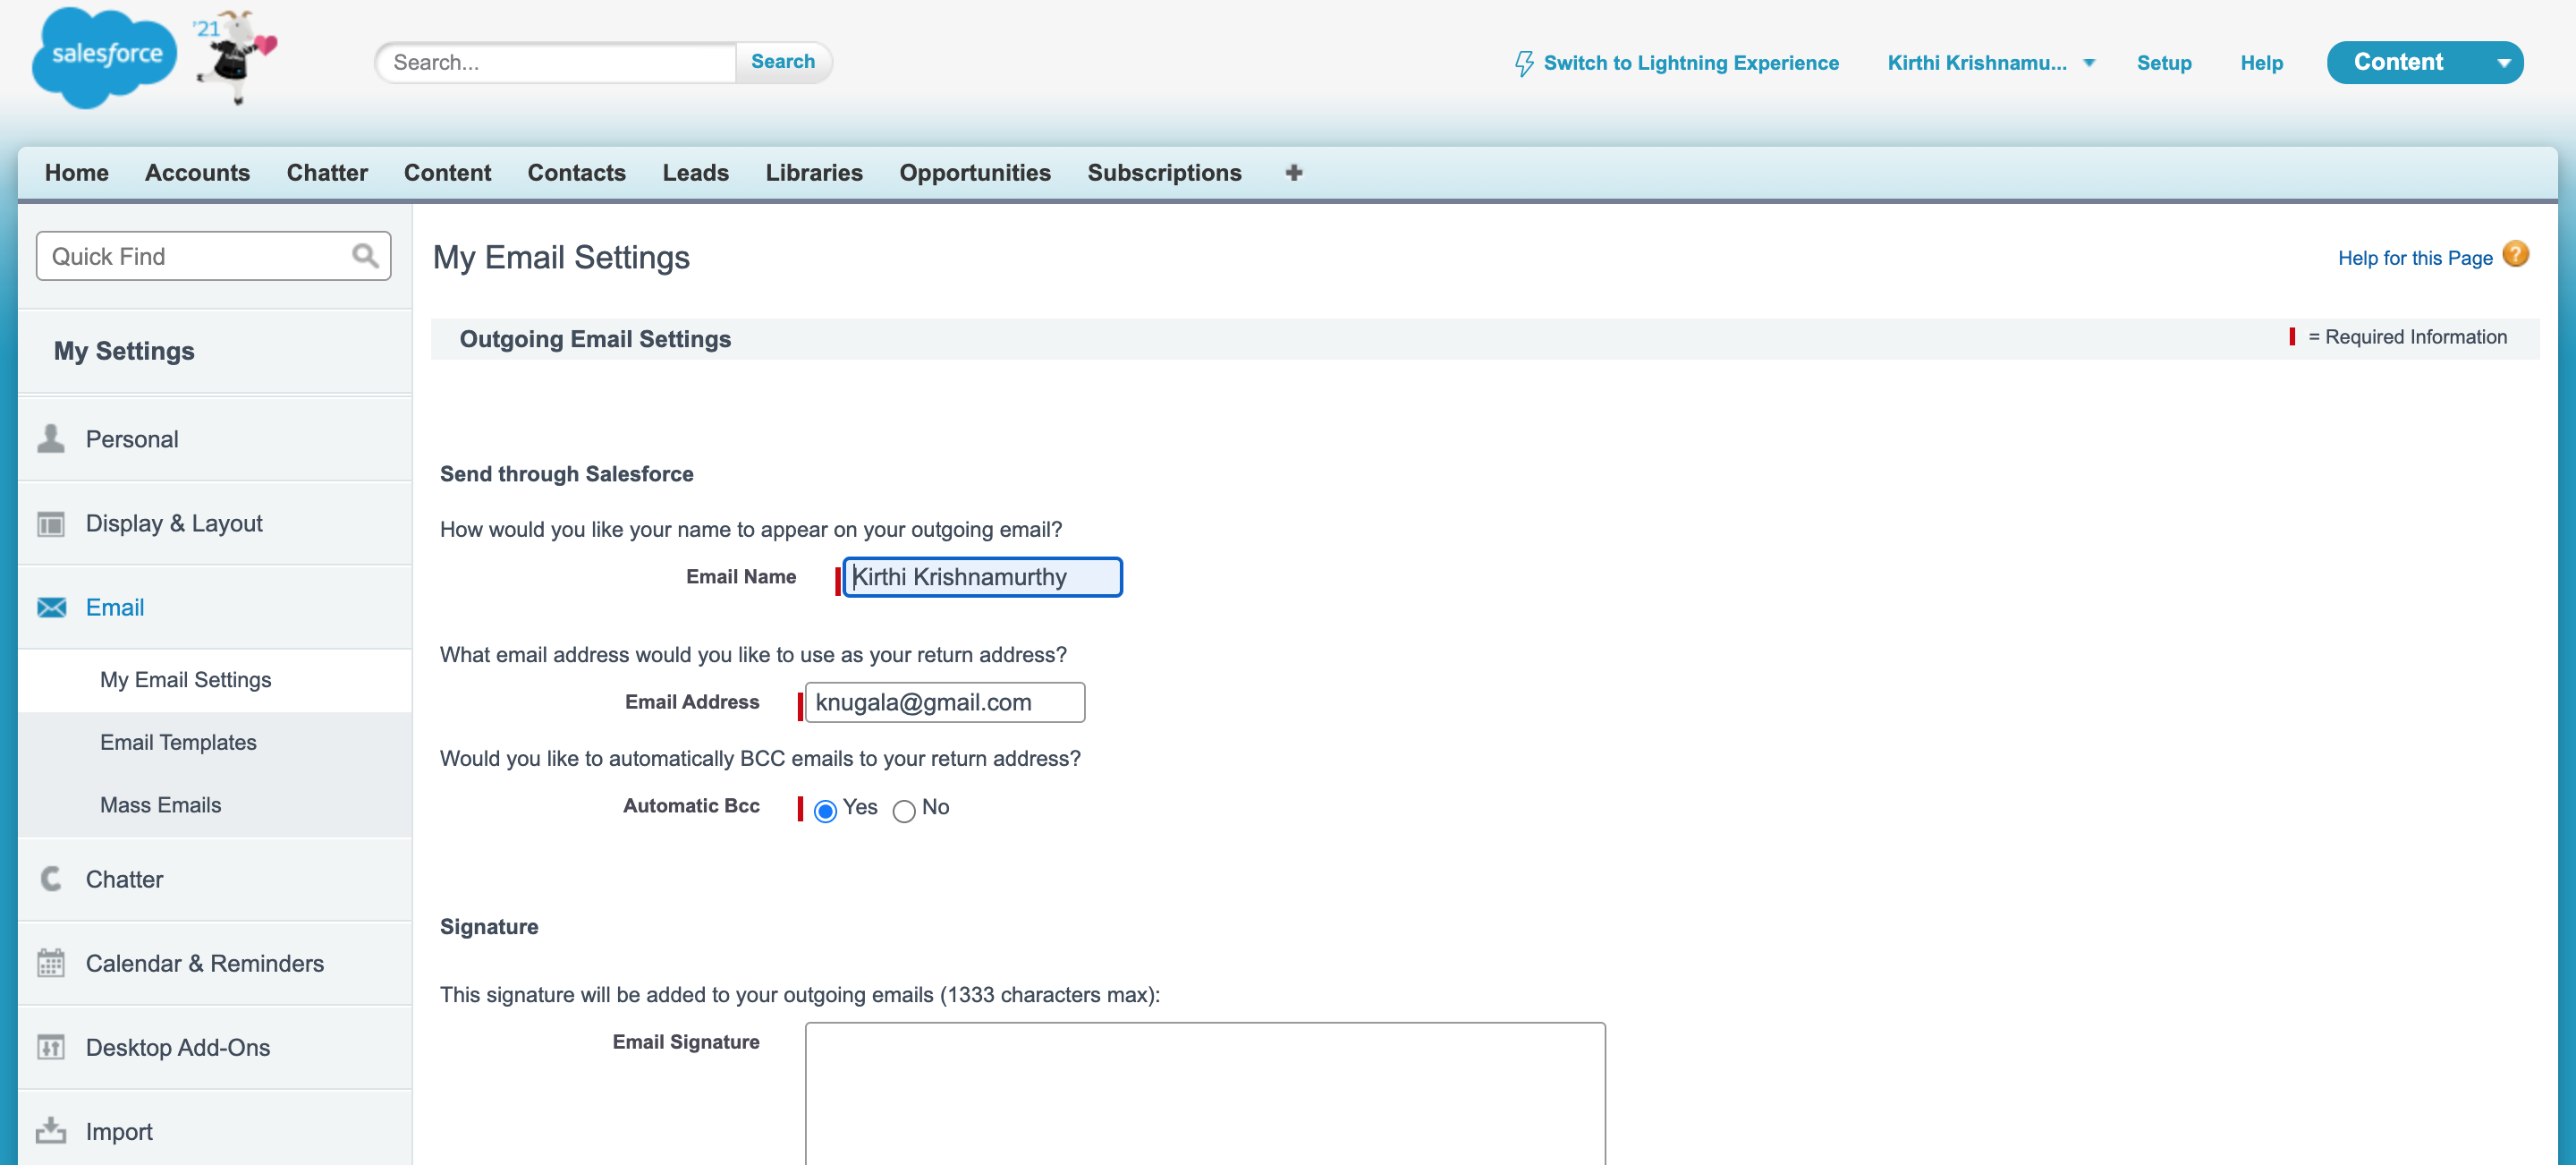 salesforce
'21
Search...
Search
Switch to Lightning Experience
Kirthi Krishnamu...
Setup
Help
Content
Home
Accounts
Chatter
Content
Contacts
Leads
Libraries
Opportunities
Subscriptions
+
Quick Find
My Settings
Personal
Display & Layout
Email
My Email Settings
Email Templates
Mass Emails
Chatter
Calendar & Reminders
Desktop Add-Ons
Import
My Email Settings
Help for this Page ?
Outgoing Email Settings
= Required Information
Send through Salesforce
How would you like your name to appear on your outgoing email?
Email Name
Kirthi Krishnamurthy
What email address would you like to use as your return address?
Email Address
knugala@gmail.com
Would you like to automatically BCC emails to your return address?
Automatic Bcc
Yes
No
Signature
This signature will be added to your outgoing emails (1333 characters max):
Email Signature